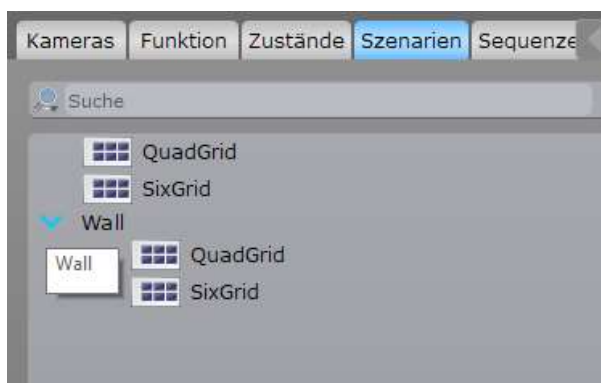 Kameras Funktion Zustände Szenarien Sequenze
Suche
QuadGrid
SixGrid
Wall
Wall QuadGrid
SixGrid